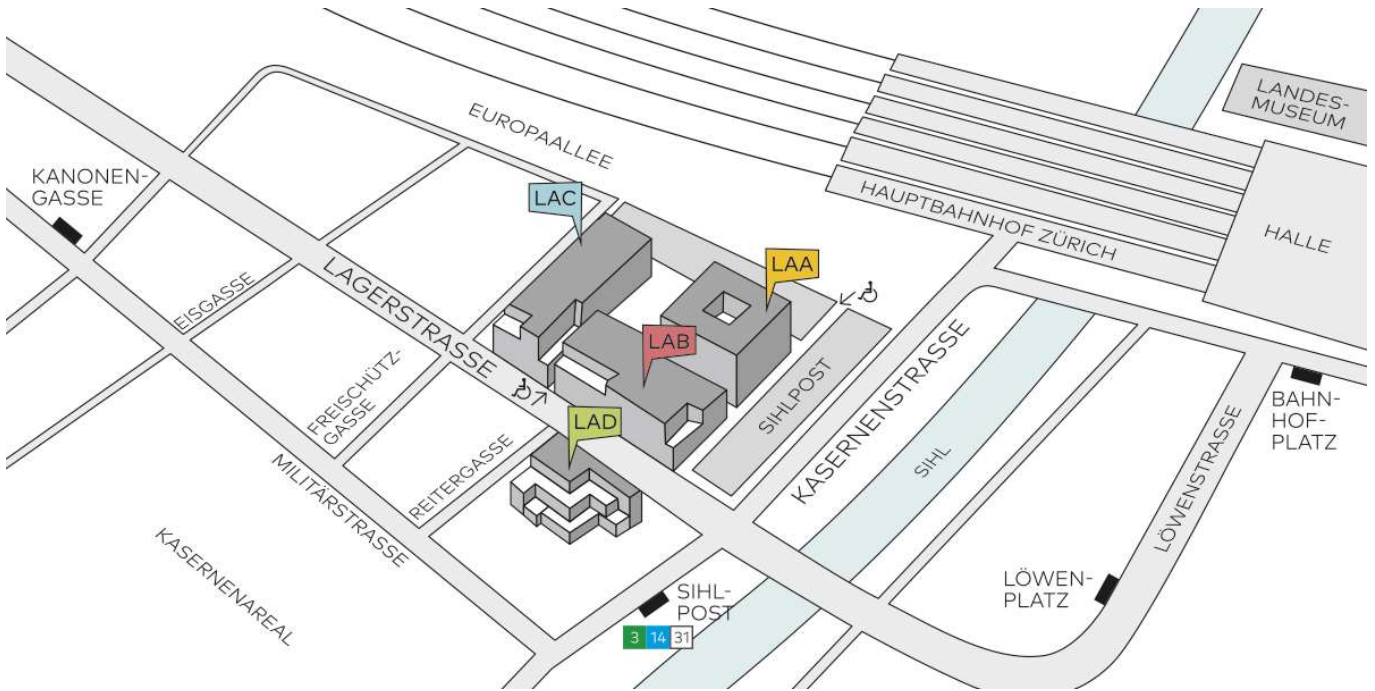 LANDES-
MUSEUM
EUROPAALLEE
KANONEN-
GASSE
LAC
HAUPTBAHNHOF ZÜRICH
HALLE
LAA
EISGASSE
LAGERSTRASSE
LAB
SIHLPOST
KASERNENSTRASSE
FREISCHÜTZ-
GASSE
LAD
SIHL
LÖWENSTRASSE
BAHN-
HOF-
PLATZ
MILITÄRSTRASSE
REITERGASSE
KASERNENAREAL
SIHL-
POST
3 14 31
LÖWEN-
PLATZ